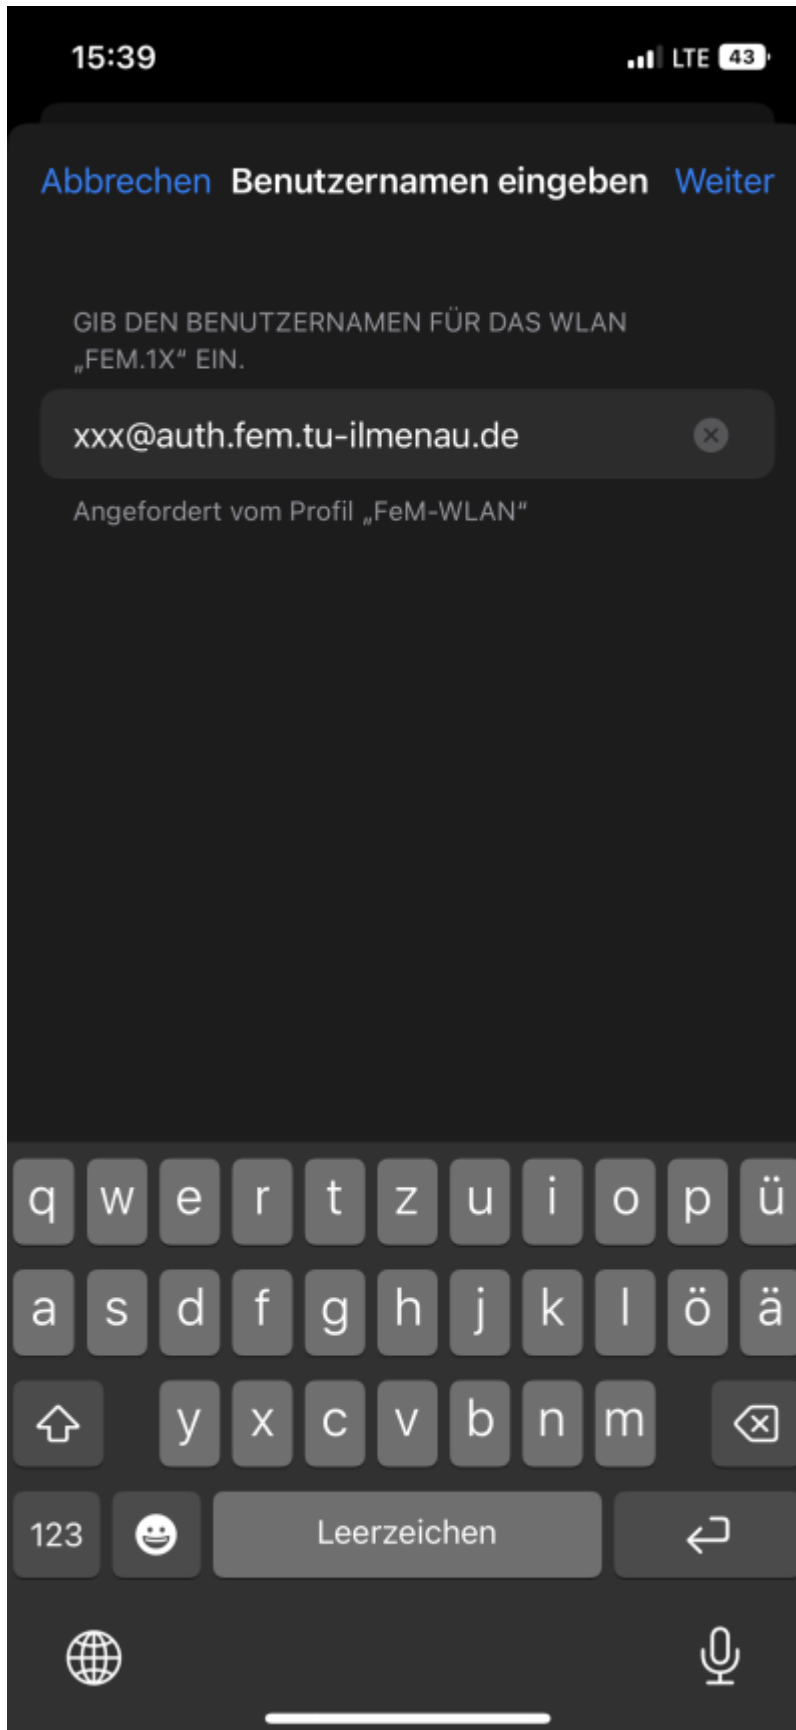 15:39 LTE 43
Abbrechen Benutzernamen eingeben Weiter
GIB DEN BENUTZERNAMEN FÜR DAS WLAN
„FEM.1X“ EIN.
xxx@auth.fem.tu-ilmenau.de
Angefordert vom Profil „FeM-WLAN“
q w e r t z u i o p ü
a s d f g h j k l ö ä
y x c v b n m
123 Leerzeichen